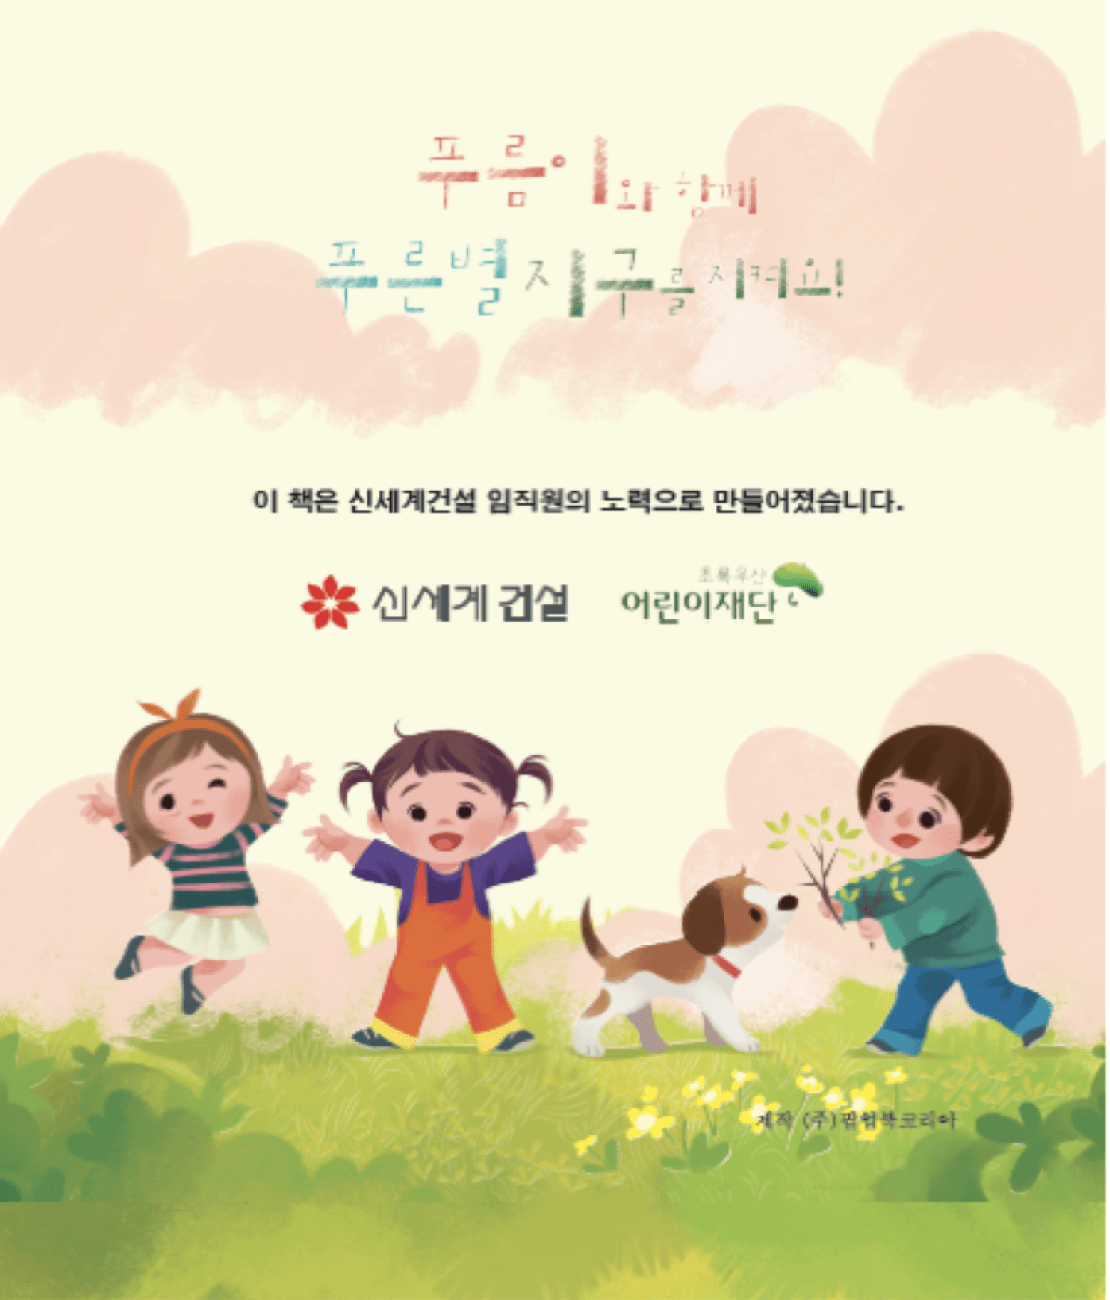 푸름이와 함께
푸른별 지구를 지켜요!
이 책은 신세계건설 임직원의 노력으로 만들어졌습니다.
신세계 건설
초록우산
어린이재단
제작 (주)팝업북코리아